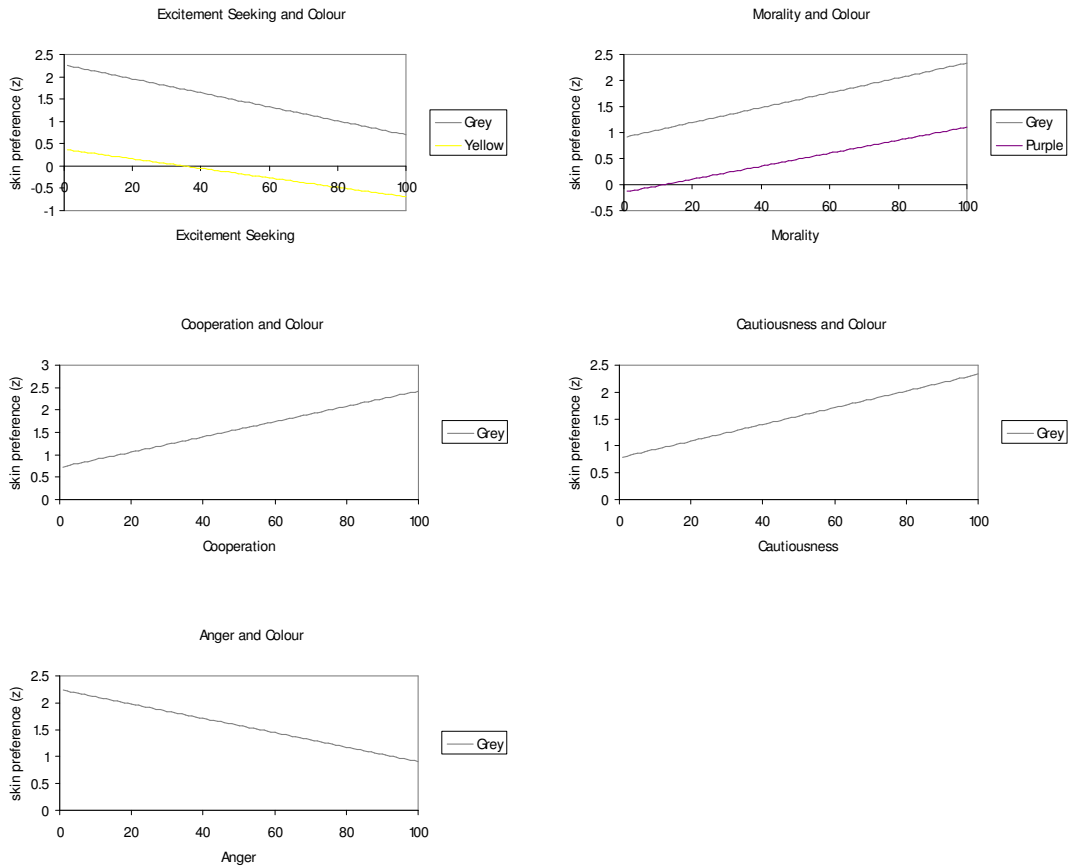 Excitement Seeking and Colour
skin preference (z)
2.5
2
1.5
1
0.5
0
-0.5
-1
0 20 40 60 80 100
Excitement Seeking
Grey
Yellow
Morality and Colour
skin preference (z)
2.5
2
1.5
1
0.5
0
-0.5
0 20 40 60 80 100
Morality
Grey
Purple
Cooperation and Colour
skin preference (z)
3
2.5
2
1.5
1
0.5
0
0 20 40 60 80 100
Cooperation
Grey
Cautiousness and Colour
skin preference (z)
2.5
2
1.5
1
0.5
0
0 20 40 60 80 100
Cautiousness
Grey
Anger and Colour
skin preference (z)
2.5
2
1.5
1
0.5
0
0 20 40 60 80 100
Anger
Grey